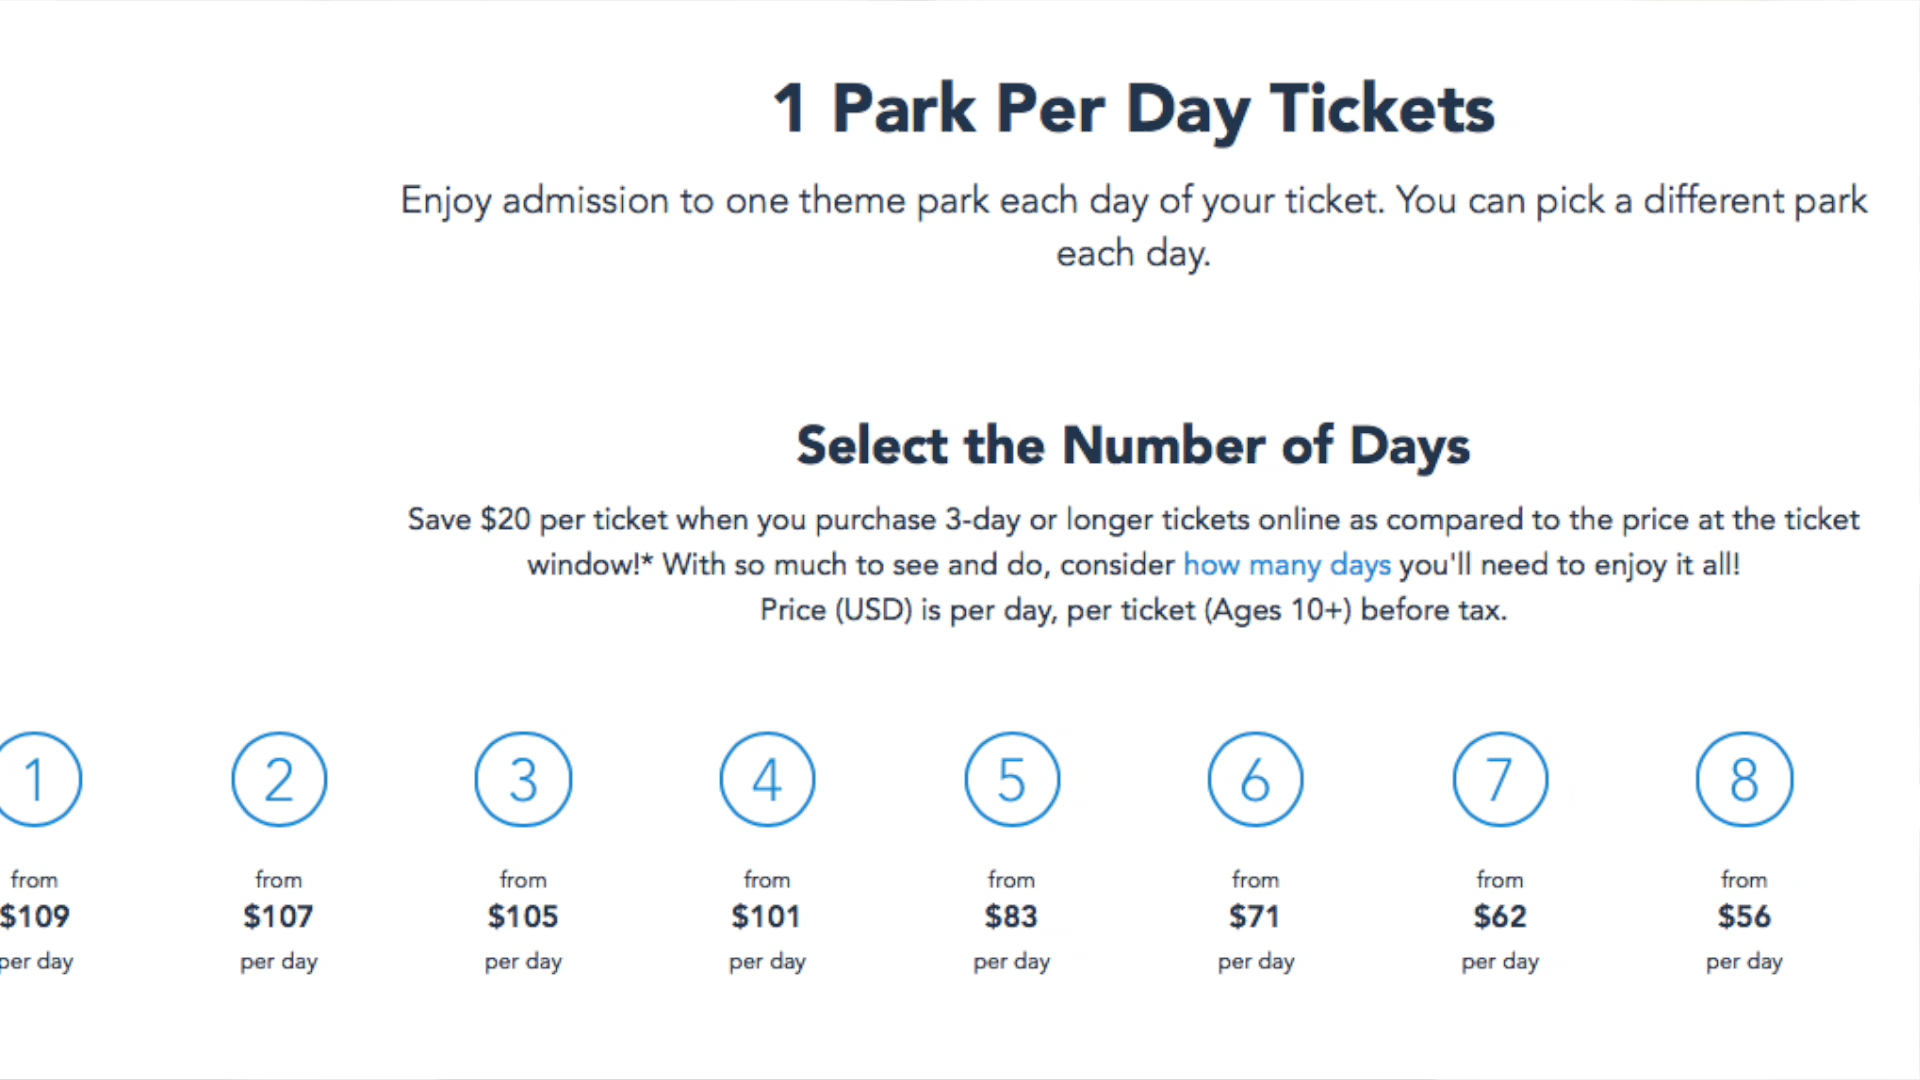 1 Park Per Day Tickets
Enjoy admission to one theme park each day of your ticket. You can pick a different park
each day.
Select the Number of Days
Save $20 per ticket when you purchase 3-day or longer tickets online as compared to the price at the ticket
window!* With so much to see and do, consider how many days you'll need to enjoy it all!
Price (USD) is per day, per ticket (Ages 10+) before tax.
1 2 3 4 5 6 7 8
from from from from from from from from
$109 $107 $105 $101 $83 $71 $62 $56
per day per day per day per day per day per day per day per day